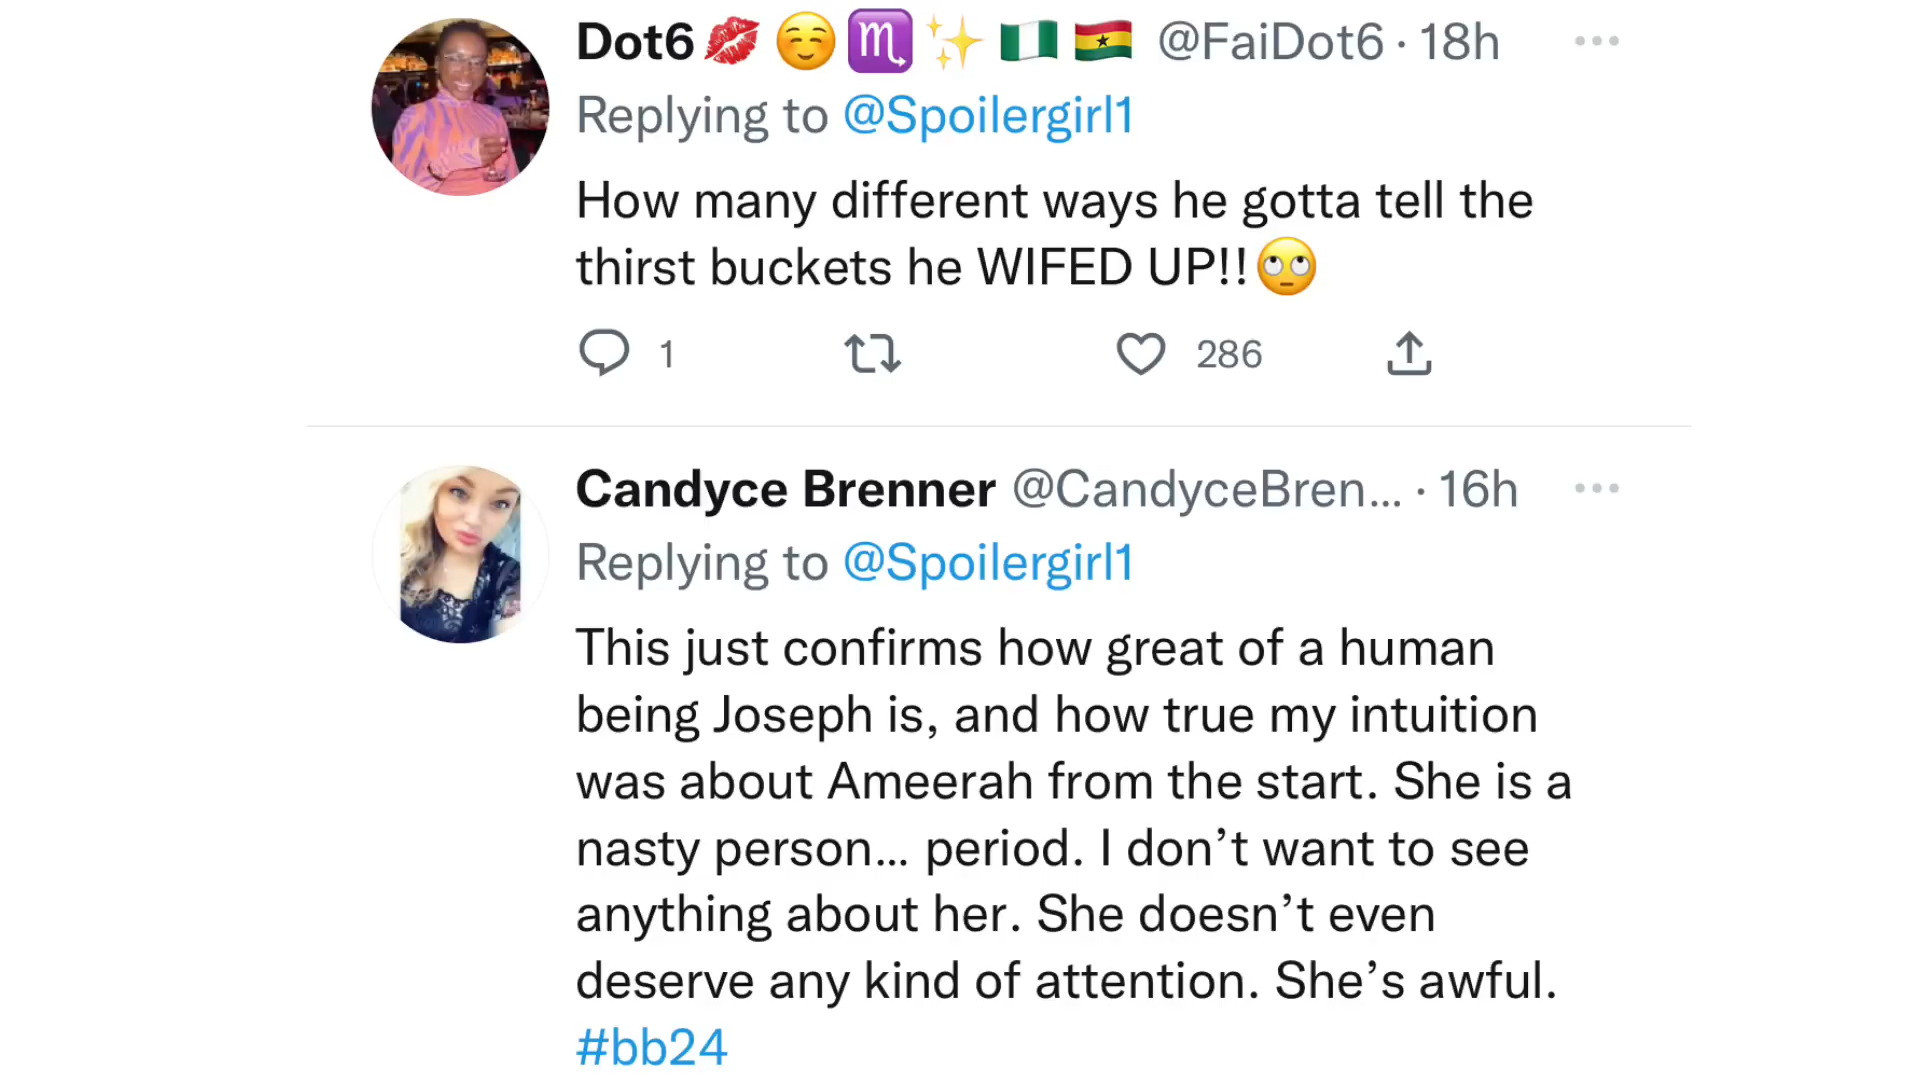 Dot6💋 ☺️ ♏ ✨ 🇳🇬 🇬🇭 @FaiDot6 · 18h
Replying to @Spoilergirl1
How many different ways he gotta tell the
thirst buckets he WIFED UP!!🙄
1 286
Candyce Brenner @CandyceBren... · 16h
Replying to @Spoilergirl1
This just confirms how great of a human
being Joseph is, and how true my intuition
was about Ameerah from the start. She is a
nasty person... period. I don’t want to see
anything about her. She doesn’t even
deserve any kind of attention. She’s awful.
#bb24